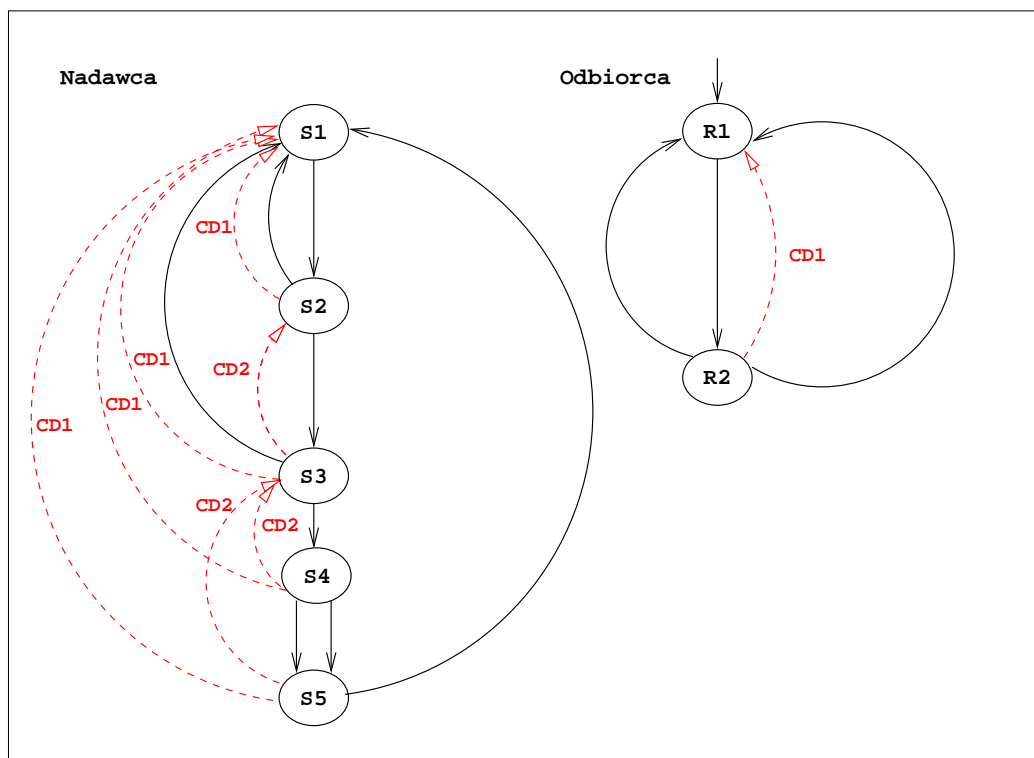 Nadawca
Odbiorca
S1
R1
CD1
CD1
S2
CD2
CD1
R2
CD1
CD1
S3
CD2
CD2
S4
S5